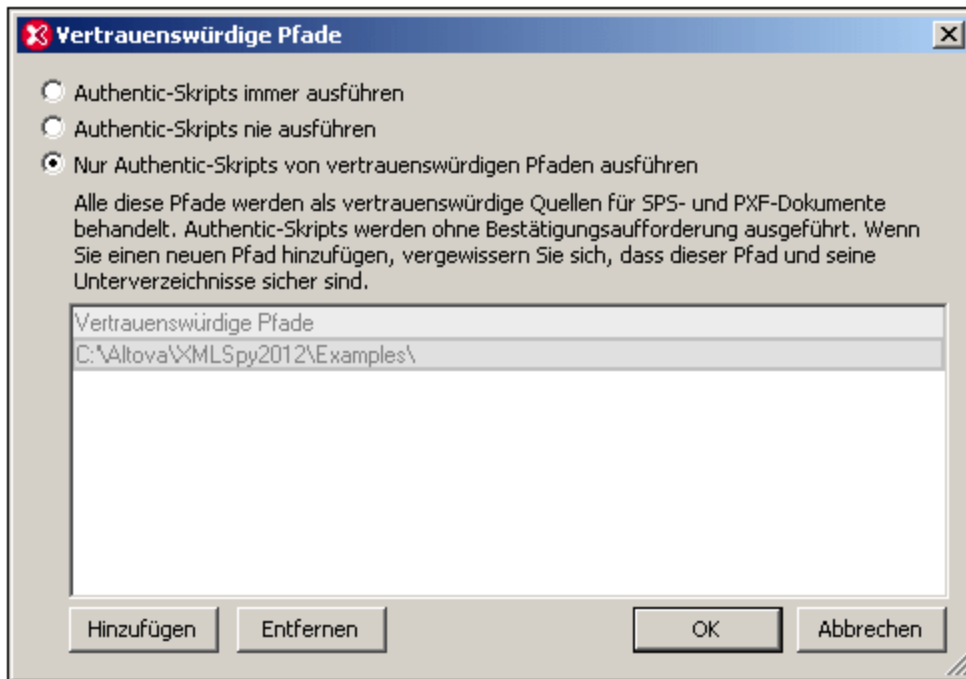 Vertrauenswürdige Pfade
Authentic-Skripts immer ausführen
Authentic-Skripts nie ausführen
Nur Authentic-Skripts von vertrauenswürdigen Pfaden ausführen
Alle diese Pfade werden als vertrauenswürdige Quellen für SPS- und PXF-Dokumente
behandelt. Authentic-Skripts werden ohne Bestätigungsaufforderung ausgeführt. Wenn
Sie einen neuen Pfad hinzufügen, vergewissern Sie sich, dass dieser Pfad und seine
Unterverzeichnisse sicher sind.
Vertrauenswürdige Pfade
C:\Altova\XMLSpy2012\Examples\
Hinzufügen Entfernen OK Abbrechen